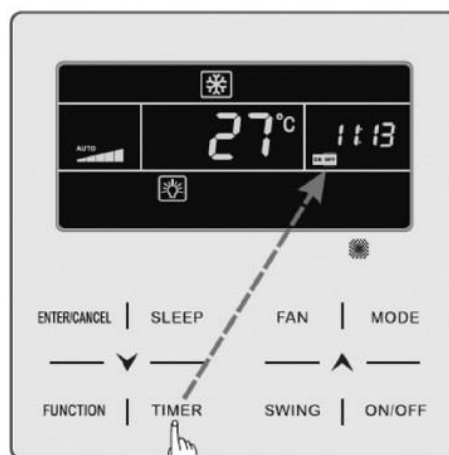 27°C
AUTO
11:13
ON OFF
ENTER/CANCEL SLEEP FAN MODE
FUNCTION TIMER SWING ON/OFF